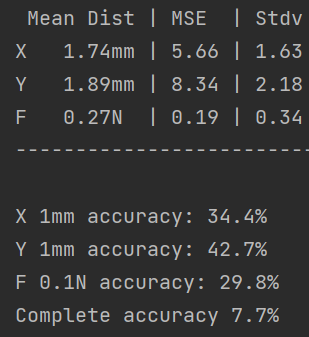 Mean Dist | MSE | Stdv
X 1.74mm | 5.66 | 1.63
Y 1.89mm | 8.34 | 2.18
F 0.27N | 0.19 | 0.34
--------------------------
X 1mm accuracy: 34.4%
Y 1mm accuracy: 42.7%
F 0.1N accuracy: 29.8%
Complete accuracy 7.7%